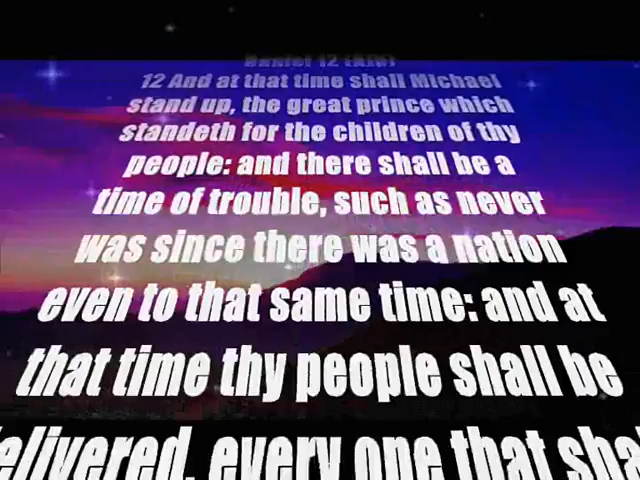 Daniel 12 (AKJV)
12 And at that time shall Michael
stand up, the great prince which
standeth for the children of thy
people: and there shall be a
time of trouble, such as never
was since there was a nation
even to that same time: and at
that time thy people shall be
delivered, every one that shal